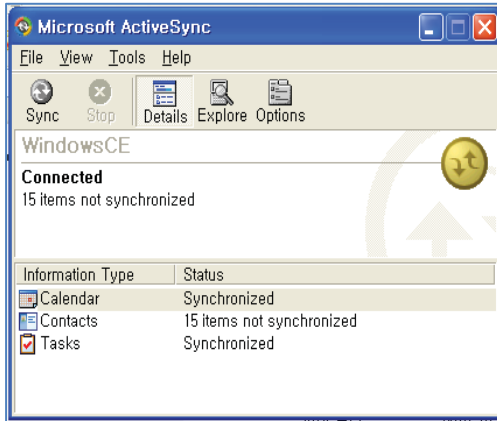 Microsoft ActiveSync
File View Tools Help
Sync Stop Details Explore Options
WindowsCE
Connected
15 items not synchronized
Information Type Status
Calendar Synchronized
Contacts 15 items not synchronized
Tasks Synchronized